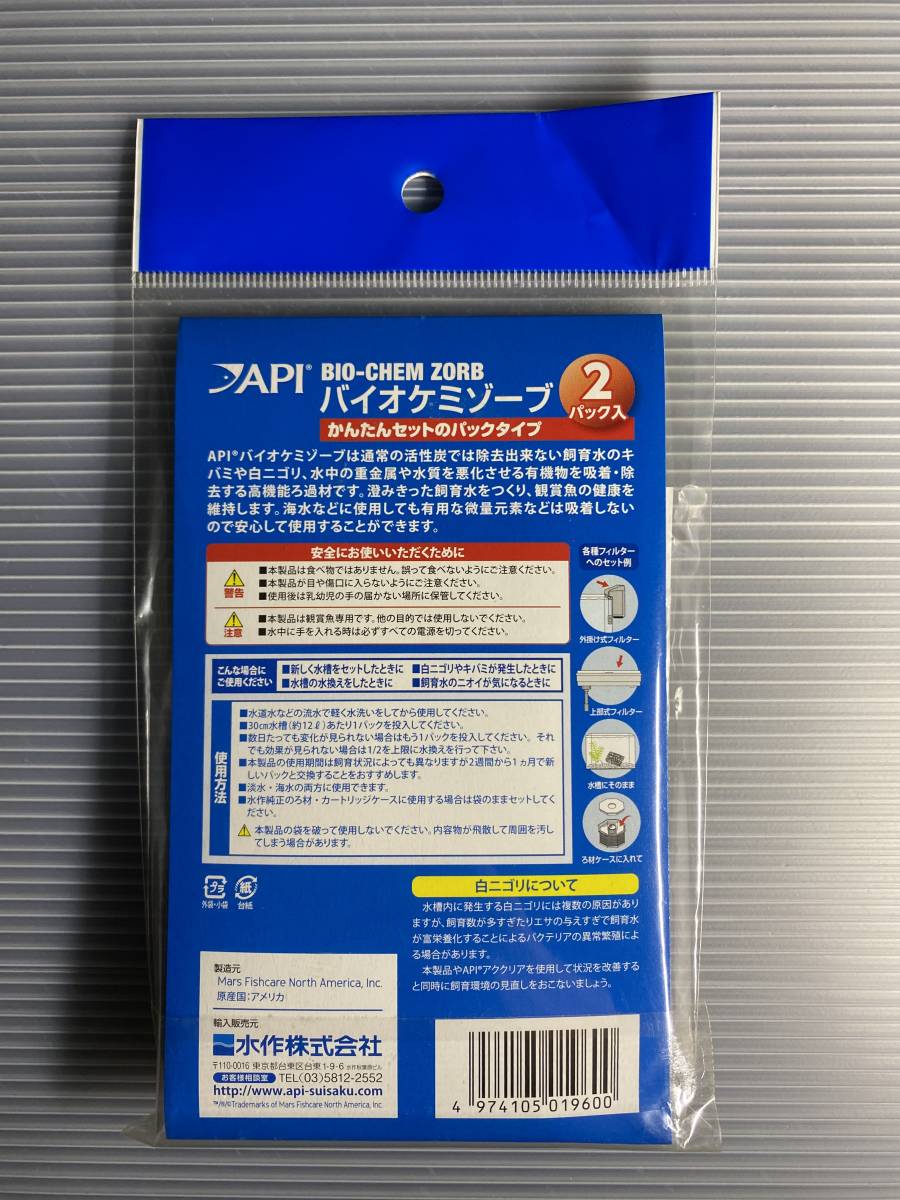 API® BIO-CHEM ZORB
バイオケミゾーブ
2
パック入
かんたんセットのパックタイプ
API®バイオケミゾーブは通常の活性炭では除去出来ない飼育水のキ
バミや白ニゴリ、水中の重金属や水質を悪化させる有機物を吸着・除
去する高機能ろ過材です。澄みきった飼育水をつくり、観賞魚の健康を
維持します。海水などに使用しても有用な微量元素などは吸着しない
ので安心して使用することができます。
安全にお使いいただくために
警告
■本製品は食べ物ではありません。誤って食べないようにご注意ください。
■本製品が目や傷口に入らないようにご注意ください。
■使用後は乳幼児の手の届かない場所に保管してください。
注意
■本製品は観賞魚専用です。他の目的では使用しないでください。
■水中に手を入れる時は必ずすべての電源を切ってください。
各種フィルター
へのセット例
外掛け式フィルター
上部式フィルター
水槽にそのまま
ろ材ケースに入れて
こんな場合に
ご使用ください
■新しく水槽をセットしたときに ■白ニゴリやキバミが発生したときに
■水槽の水換えをしたときに ■飼育水のニオイが気になるときに
使用方法
■水道水などの流水で軽く水洗いをしてから使用してください。
■30cm水槽(約12ℓ)あたり1パックを投入してください。
■数日たっても変化が見られない場合はもう1パックを投入してください。それ
でも効果が見られない場合は1/2を上限に水換えを行って下さい。
■本製品の使用期間は飼育状況によっても異なりますが2週間から1ヵ月で新
しいパックと交換することをおすすめします。
■淡水・海水の両方に使用できます。
■水作純正のろ材・カートリッジケースに使用する場合は袋のままセットしてく
ださい。
本製品の袋を破って使用しないでください。内容物が飛散して周囲を汚し
てしまう場合があります。
プラ
外袋・小袋
紙
台紙
白ニゴリについて
水槽内に発生する白ニゴリには複数の原因があり
ますが、飼育数が多すぎたりエサの与えすぎで飼育水
が富栄養化することによるバクテリアの異常繁殖によ
る場合があります。
本製品やAPI®アククリアを使用して状況を改善する
と同時に飼育環境の見直しをおこないましょう。
製造元
Mars Fishcare North America, Inc.
原産国:アメリカ
輸入販売元
水作株式会社
〒110-0016 東京都台東区台東1-9-6 水作秋葉原ビル
お客様相談室 TEL(03)5812-2552
http://www.api-suisaku.com
™/®/©Trademarks of Mars Fishcare North America, Inc.
4 974105 019600